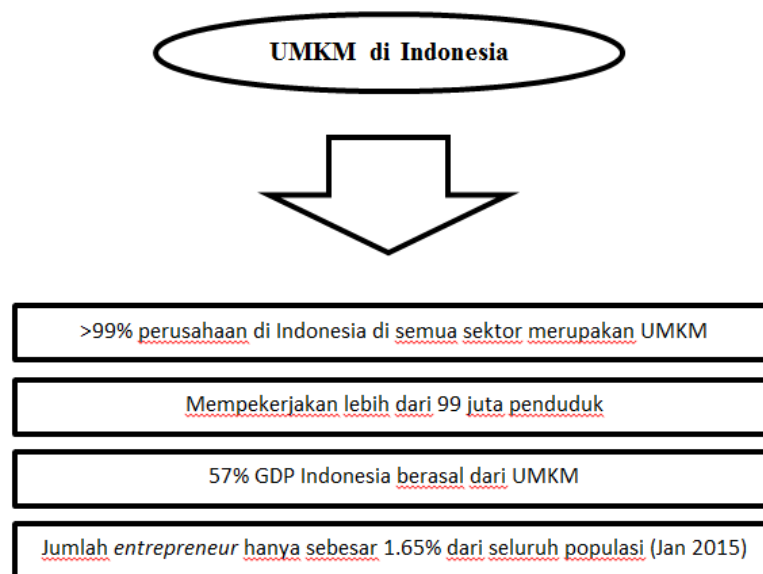 UMKM di Indonesia
>99% perusahaan di Indonesia di semua sektor merupakan UMKM
Mempekerjakan lebih dari 99 juta penduduk
57% GDP Indonesia berasal dari UMKM
Jumlah entrepreneur hanya sebesar 1.65% dari seluruh populasi (Jan 2015)